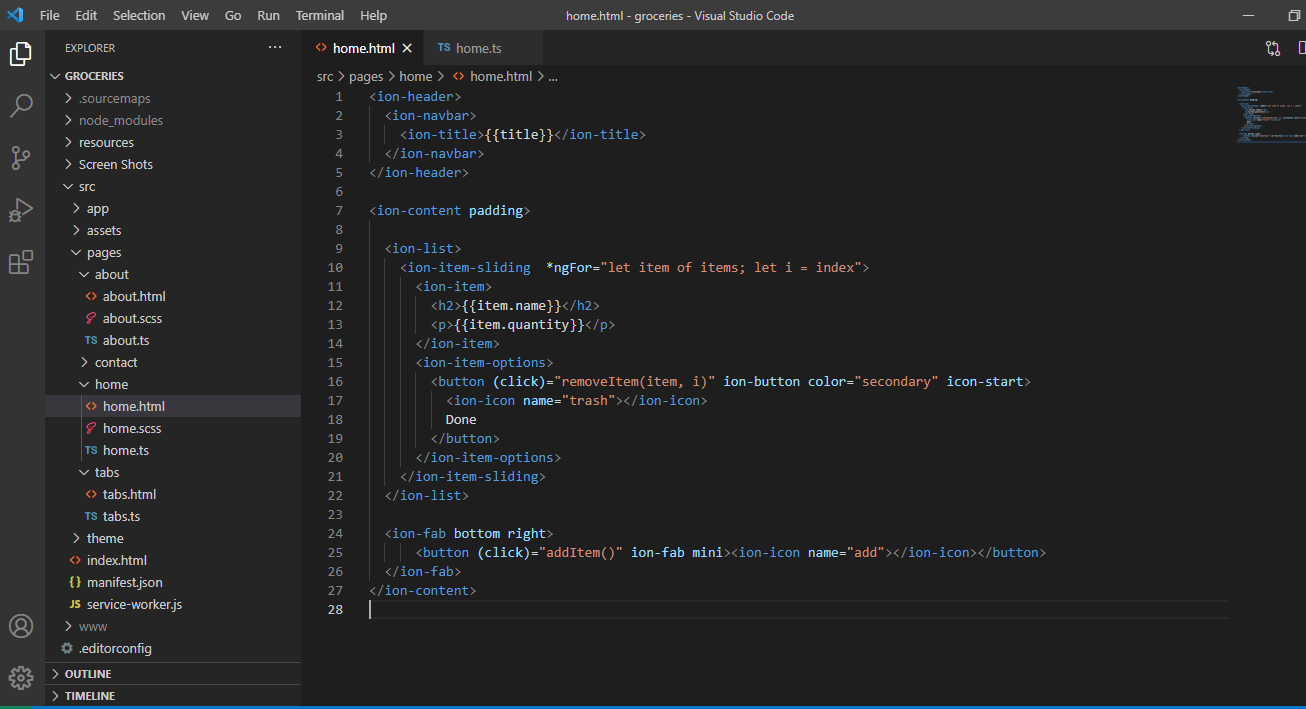 File Edit Selection View Go Run Terminal Help home.html - groceries - Visual Studio Code
EXPLORER ···
GROCERIES
.sourcemaps
node_modules
resources
Screen Shots
src
app
assets
pages
about
about.html
about.scss
TS about.ts
contact
home
home.html
home.scss
TS home.ts
tabs
tabs.html
TS tabs.ts
theme
index.html
{} manifest.json
JS service-worker.js
www
.editorconfig
OUTLINE
TIMELINE
home.html TS home.ts
src > pages > home > home.html > ...
1 <ion-header>
2   <ion-navbar>
3     <ion-title>{{title}}</ion-title>
4   </ion-navbar>
5 </ion-header>
6
7 <ion-content padding>
8
9   <ion-list>
10     <ion-item-sliding  *ngFor="let item of items; let i = index">
11       <ion-item>
12         <h2>{{item.name}}</h2>
13         <p>{{item.quantity}}</p>
14       </ion-item>
15       <ion-item-options>
16         <button (click)="removeItem(item, i)" ion-button color="secondary" icon-start>
17           <ion-icon name="trash"></ion-icon>
18           Done
19         </button>
20       </ion-item-options>
21     </ion-item-sliding>
22   </ion-list>
23
24   <ion-fab bottom right>
25       <button (click)="addItem()" ion-fab mini><ion-icon name="add"></ion-icon></button>
26   </ion-fab>
27 </ion-content>
28